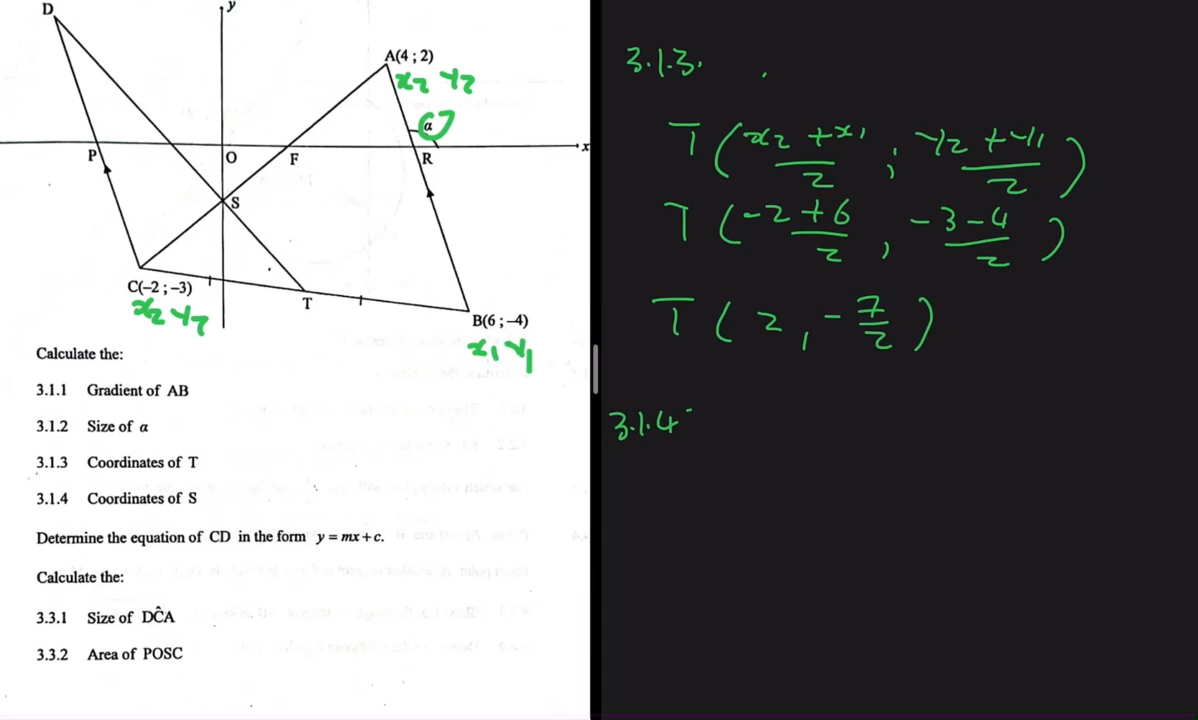 D
y
A(4 ; 2)
x2 y2
α
P
O
F
R
x
S
C(−2 ; −3)
x2 y2
T
B(6 ; −4)
x1 y1
Calculate the:
3.1.1 Gradient of AB
3.1.2 Size of α
3.1.3 Coordinates of T
3.1.4 Coordinates of S
Determine the equation of CD in the form y = mx + c.
Calculate the:
3.3.1 Size of DĈA
3.3.2 Area of POSC
3.1.3.
T ( x2 + x1 / 2 ; y2 + y1 / 2 )
T ( -2 + 6 / 2 , -3 - 4 / 2 )
T ( 2 , - 7/2 )
3.1.4